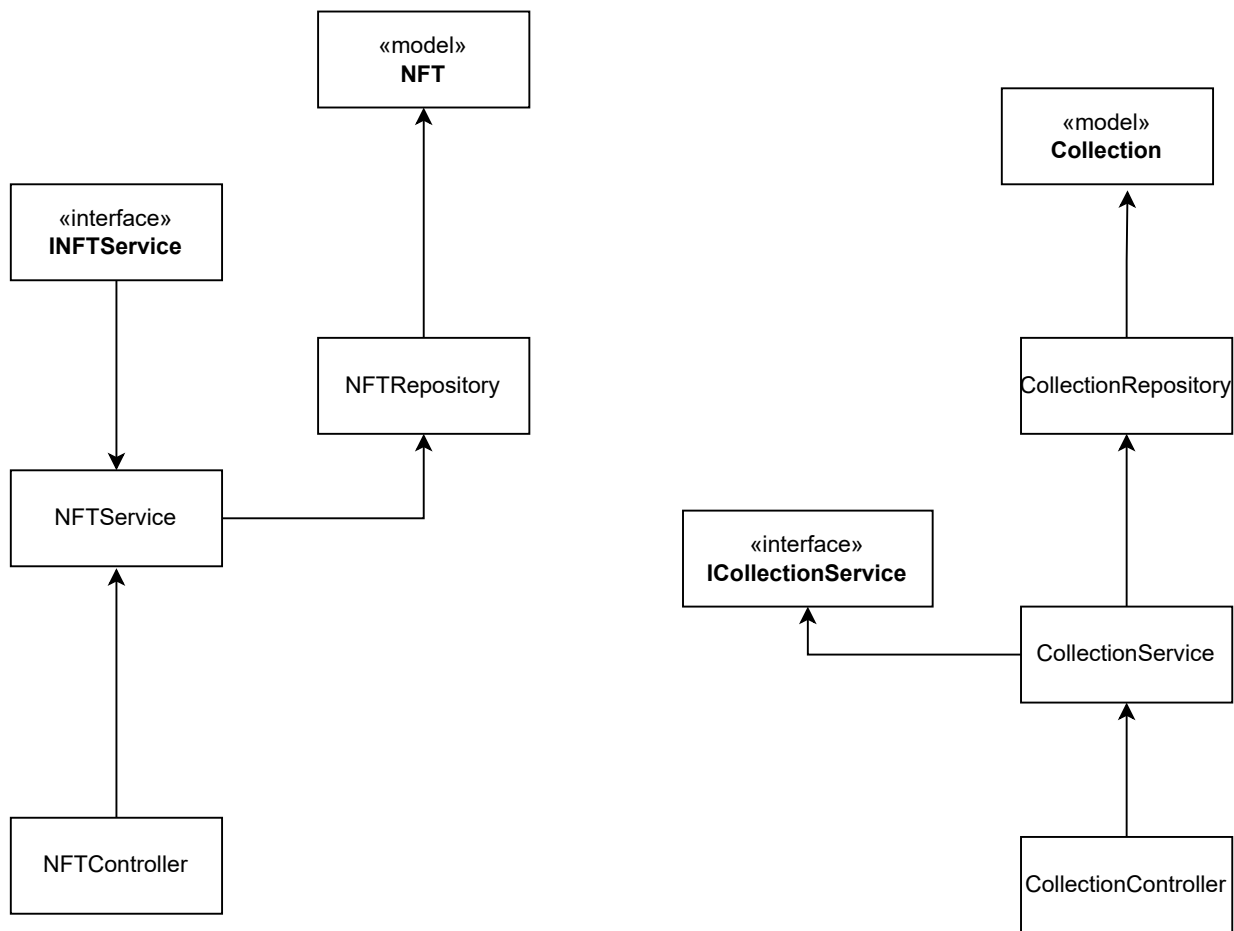 «model»
NFT
«model»
Collection
«interface»
INFTService
NFTRepository
CollectionRepository
NFTService
«interface»
ICollectionService
CollectionService
NFTController
CollectionController